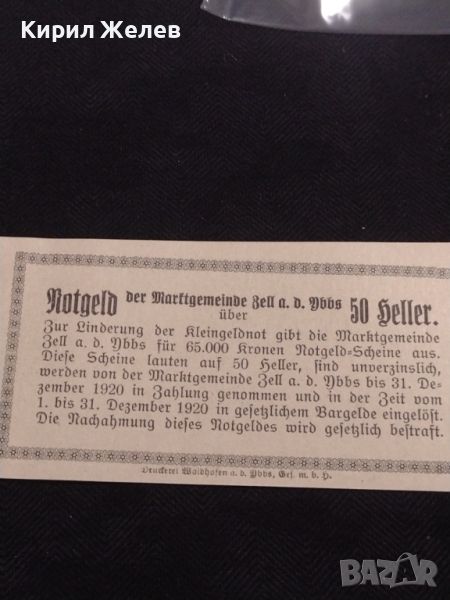 Кирил Желев
Notgeld der Marktgemeinde Zell a. d. Ybbs über 50 Heller.
Zur Linderung der Kleingeldnot gibt die Marktgemeinde
Zell a. d. Ybbs für 65.000 Kronen Notgeld-Scheine aus.
Diese Scheine lauten auf 50 Heller, sind unverzinslich,
werden von der Marktgemeinde Zell a. d. Ybbs bis 31. De-
zember 1920 in Zahlung genommen und in der Zeit vom
1. bis 31. Dezember 1920 in gesetzlichem Bargelde eingelöst.
Die Nachahmung dieses Notgeldes wird gesetzlich bestraft.
Druckerei Waidhofen a. d. Ybbs, Ges. m. b. H.
BAZAR